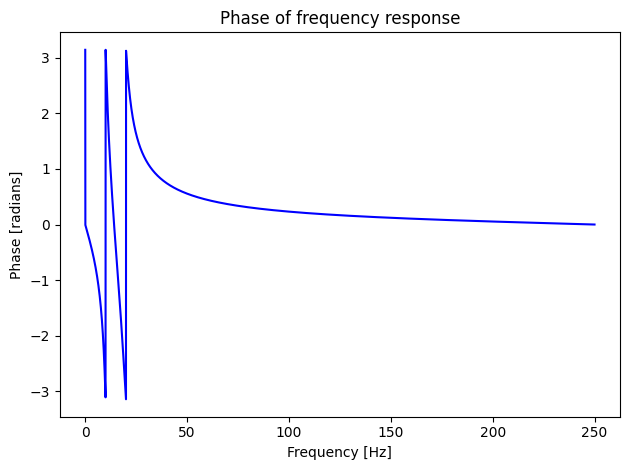 Phase of frequency response
Phase [radians]
3
2
1
0
−1
−2
−3
0 50 100 150 200 250
Frequency [Hz]